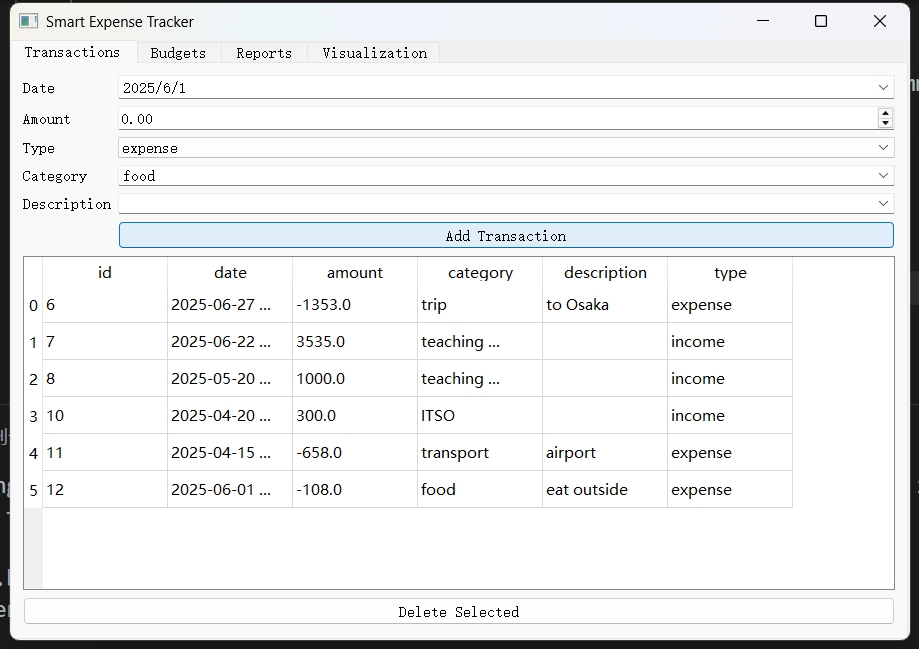 Smart Expense Tracker
Transactions Budgets Reports Visualization
Date 2025/6/1
Amount 0.00
Type expense
Category food
Description
Add Transaction
id date amount category description type
0 6 2025-06-27 ... -1353.0 trip to Osaka expense
1 7 2025-06-22 ... 3535.0 teaching ... income
2 8 2025-05-20 ... 1000.0 teaching ... income
3 10 2025-04-20 ... 300.0 ITSO income
4 11 2025-04-15 ... -658.0 transport airport expense
5 12 2025-06-01 ... -108.0 food eat outside expense
Delete Selected